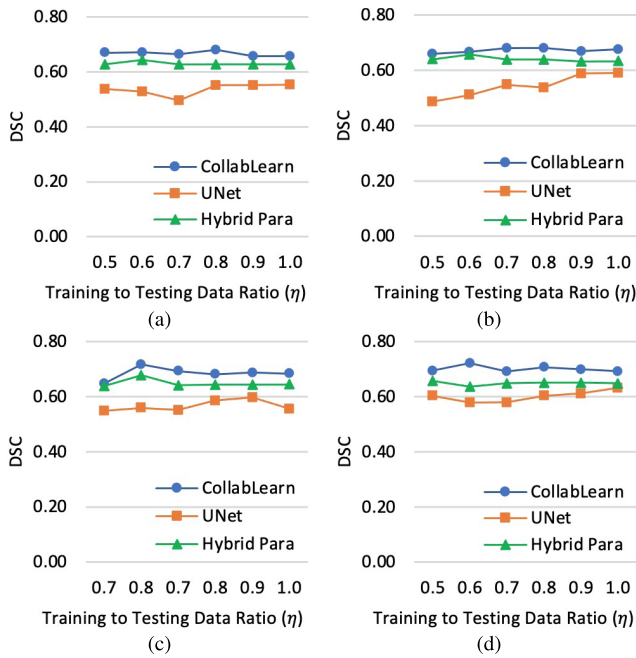 0.80
0.60
0.40
0.20
0.00
DSC
CollabLearn
UNet
Hybrid Para
0.5 0.6 0.7 0.8 0.9 1.0
Training to Testing Data Ratio (η)
(a)
0.80
0.60
0.40
0.20
0.00
DSC
CollabLearn
UNet
Hybrid Para
0.5 0.6 0.7 0.8 0.9 1.0
Training to Testing Data Ratio (η)
(b)
0.80
0.60
0.40
0.20
0.00
DSC
CollabLearn
UNet
Hybrid Para
0.7 0.8 0.7 0.8 0.9 1.0
Training to Testing Data Ratio (η)
(c)
0.80
0.60
0.40
0.20
0.00
DSC
CollabLearn
UNet
Hybrid Para
0.5 0.6 0.7 0.8 0.9 1.0
Training to Testing Data Ratio (η)
(d)